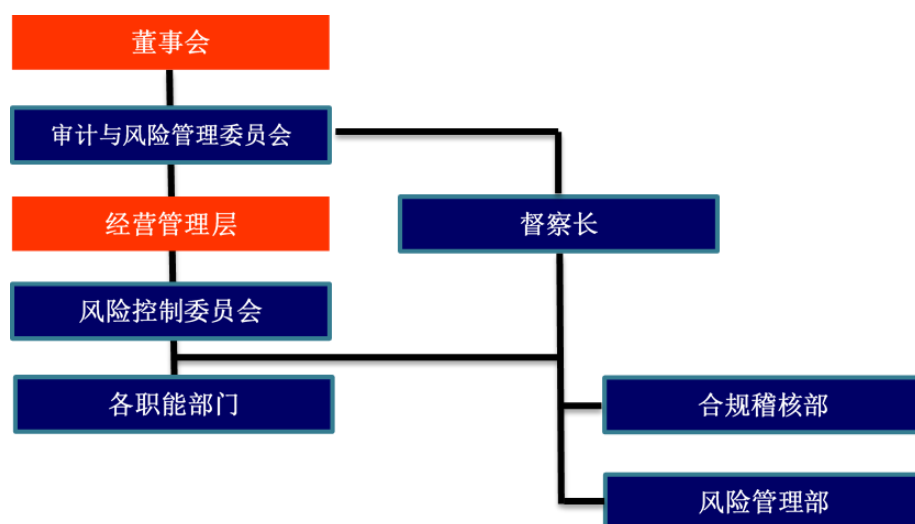 董事会
审计与风险管理委员会
经营管理层
督察长
风险控制委员会
各职能部门
合规稽核部
风险管理部